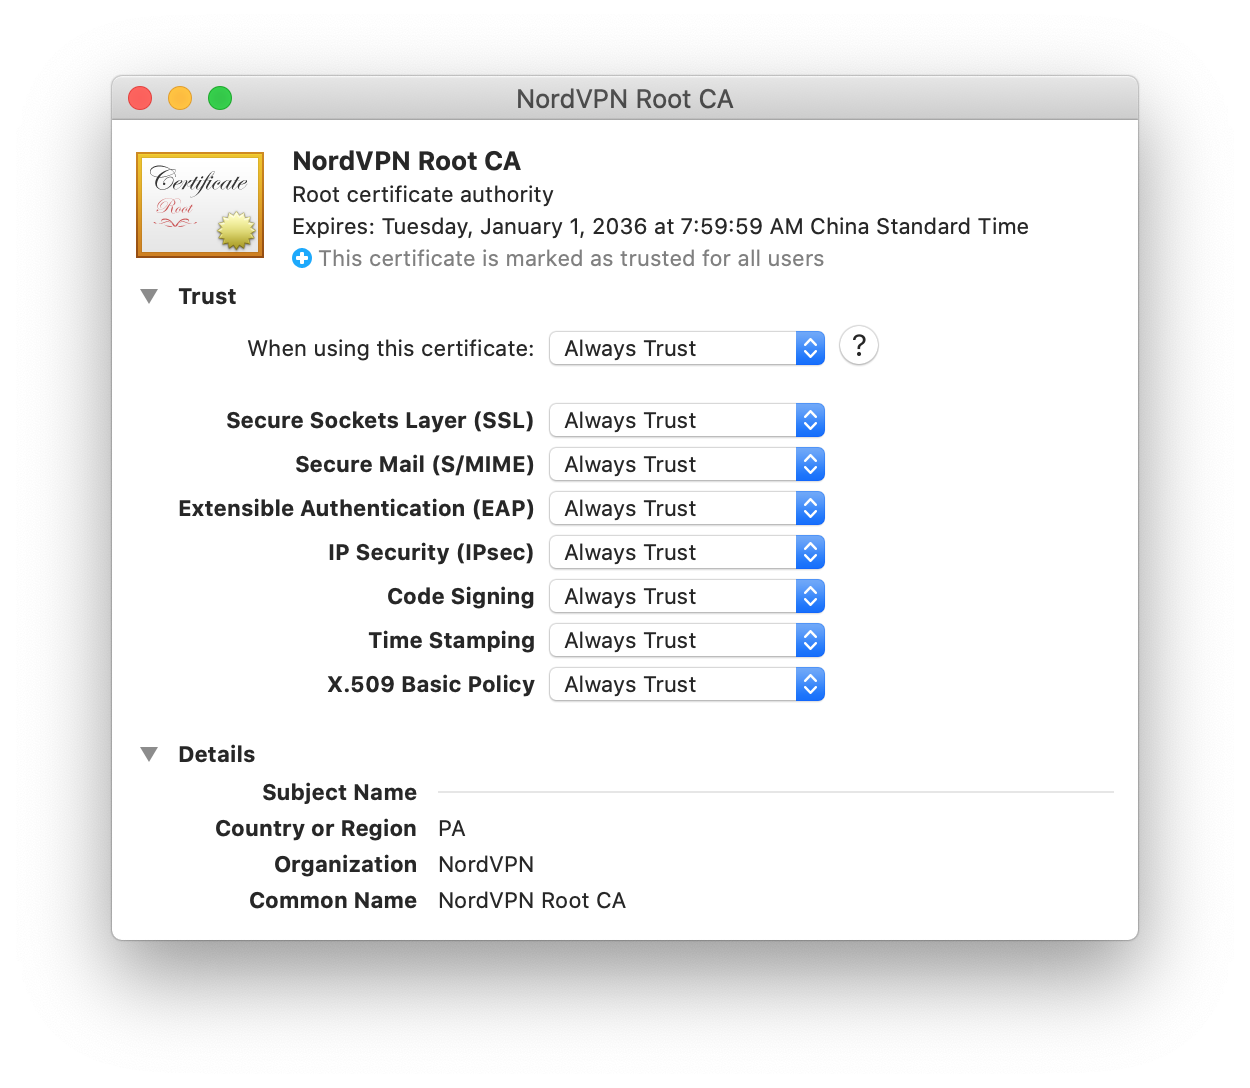 NordVPN Root CA
Certificate
Root
NordVPN Root CA
Root certificate authority
Expires: Tuesday, January 1, 2036 at 7:59:59 AM China Standard Time
This certificate is marked as trusted for all users
Trust
When using this certificate: Always Trust ?
Secure Sockets Layer (SSL) Always Trust
Secure Mail (S/MIME) Always Trust
Extensible Authentication (EAP) Always Trust
IP Security (IPsec) Always Trust
Code Signing Always Trust
Time Stamping Always Trust
X.509 Basic Policy Always Trust
Details
Subject Name
Country or Region PA
Organization NordVPN
Common Name NordVPN Root CA